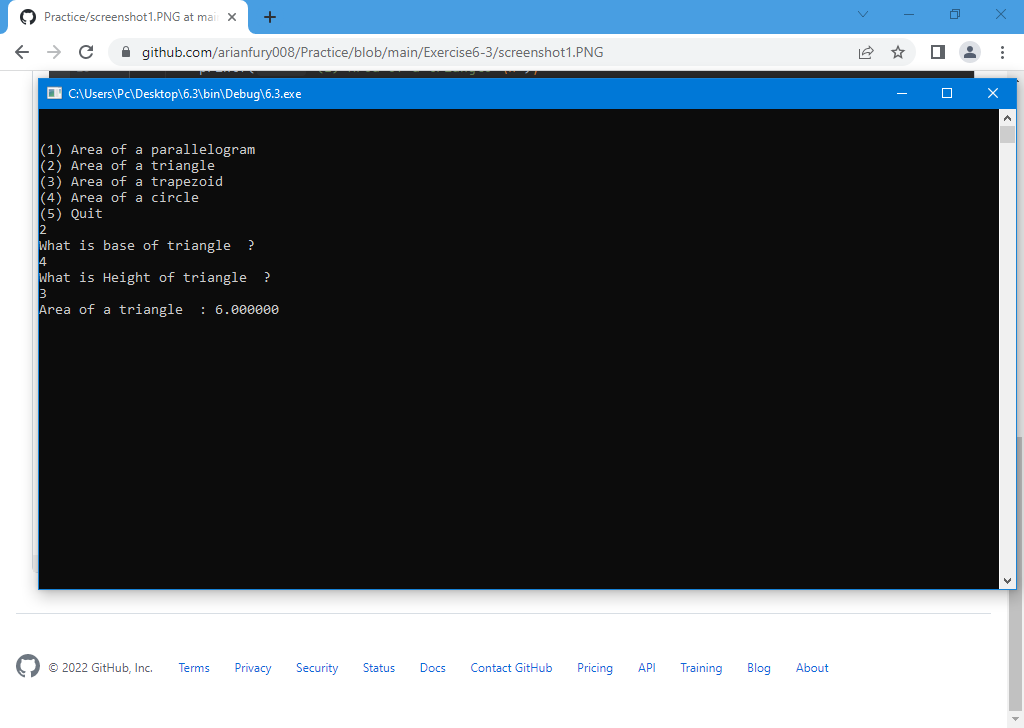 Practice/screenshot1.PNG at mai
github.com/arianfury008/Practice/blob/main/Exercise6-3/screenshot1.PNG
C:\Users\Pc\Desktop\6.3\bin\Debug\6.3.exe
(1) Area of a parallelogram
(2) Area of a triangle
(3) Area of a trapezoid
(4) Area of a circle
(5) Quit
2
What is base of triangle  ?
4
What is Height of triangle  ?
3
Area of a triangle  : 6.000000
© 2022 GitHub, Inc. Terms Privacy Security Status Docs Contact GitHub Pricing API Training Blog About